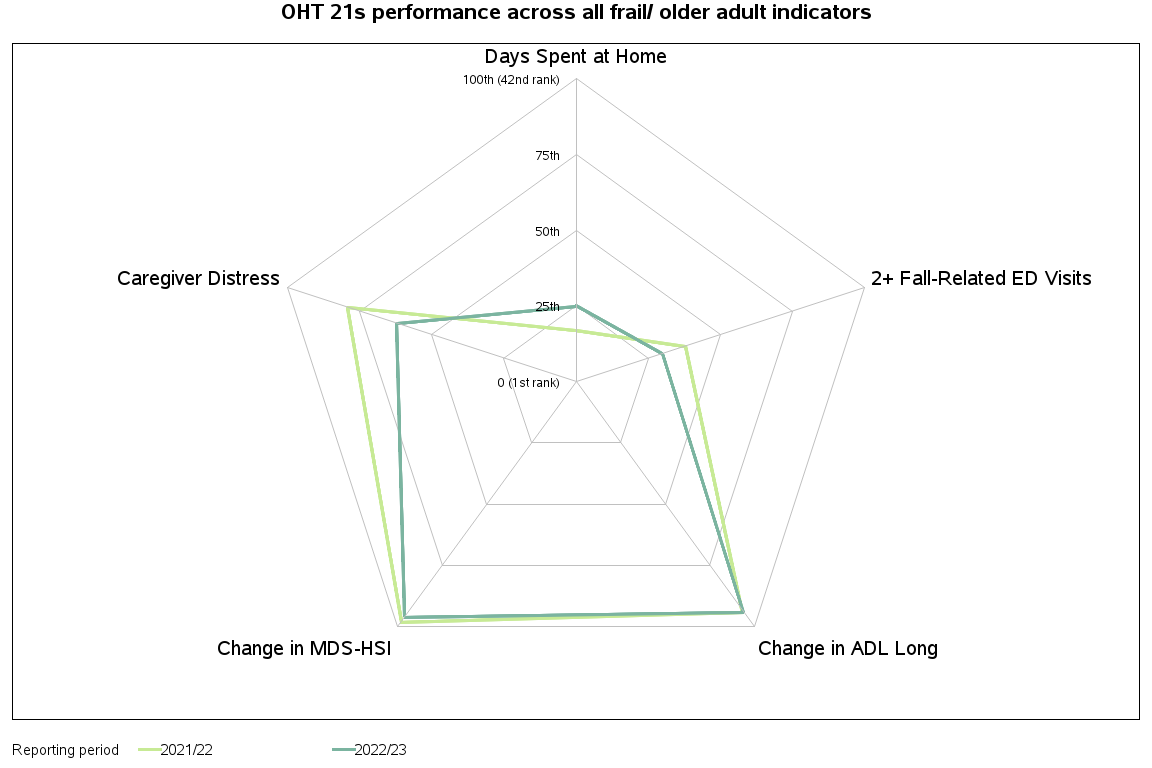 OHT 21s performance across all frail/ older adult indicators
Days Spent at Home
100th (42nd rank)
75th
50th
25th
0 (1st rank)
Caregiver Distress
2+ Fall-Related ED Visits
Change in MDS-HSI
Change in ADL Long
Reporting period 2021/22 2022/23